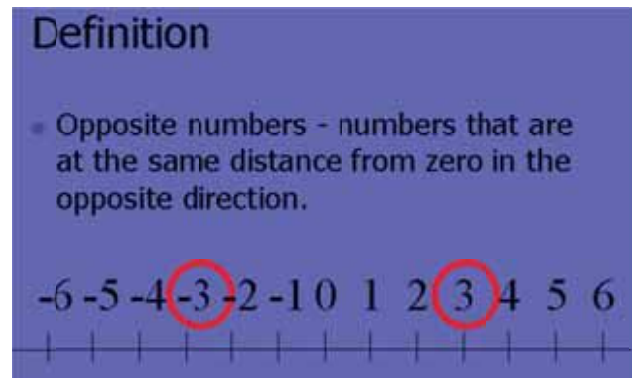 Definition
Opposite numbers - numbers that are
at the same distance from zero in the
opposite direction.
-6 -5 -4 -3 -2 -1 0 1 2 3 4 5 6